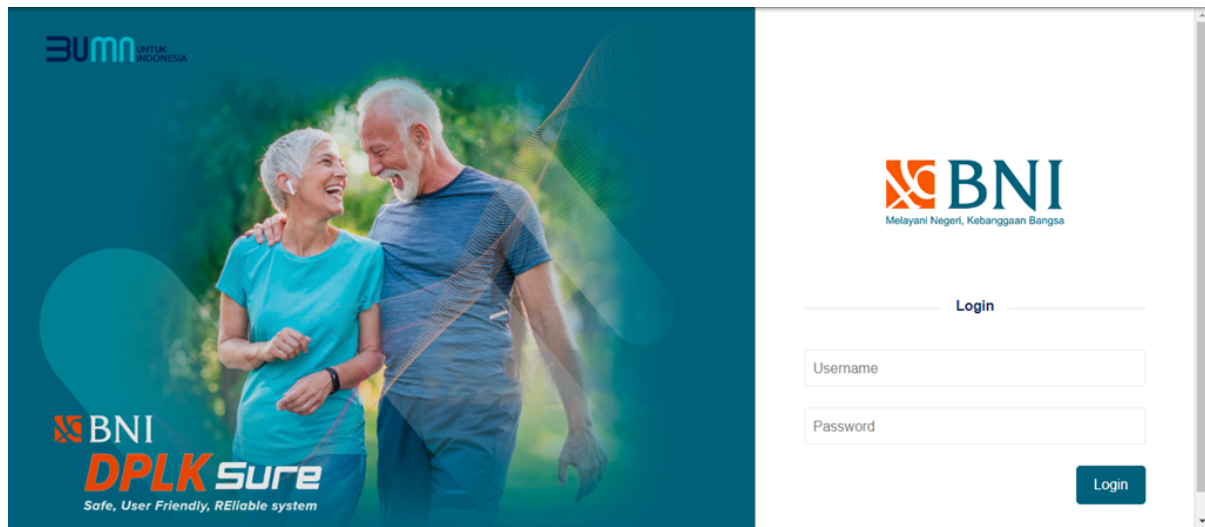 BUMN UNTUK
INDONESIA
BNI
DPLK Sure
Safe, User Friendly, REliable system
BNI
Melayani Negeri, Kebanggaan Bangsa
Login
Username
Password
Login